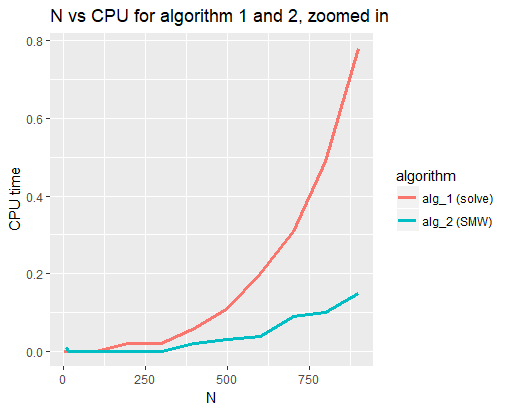 N vs CPU for algorithm 1 and 2, zoomed in
0.8
0.6
0.4
0.2
0.0
CPU time
0
250
500
750
N
algorithm
alg_1 (solve)
alg_2 (SMW)